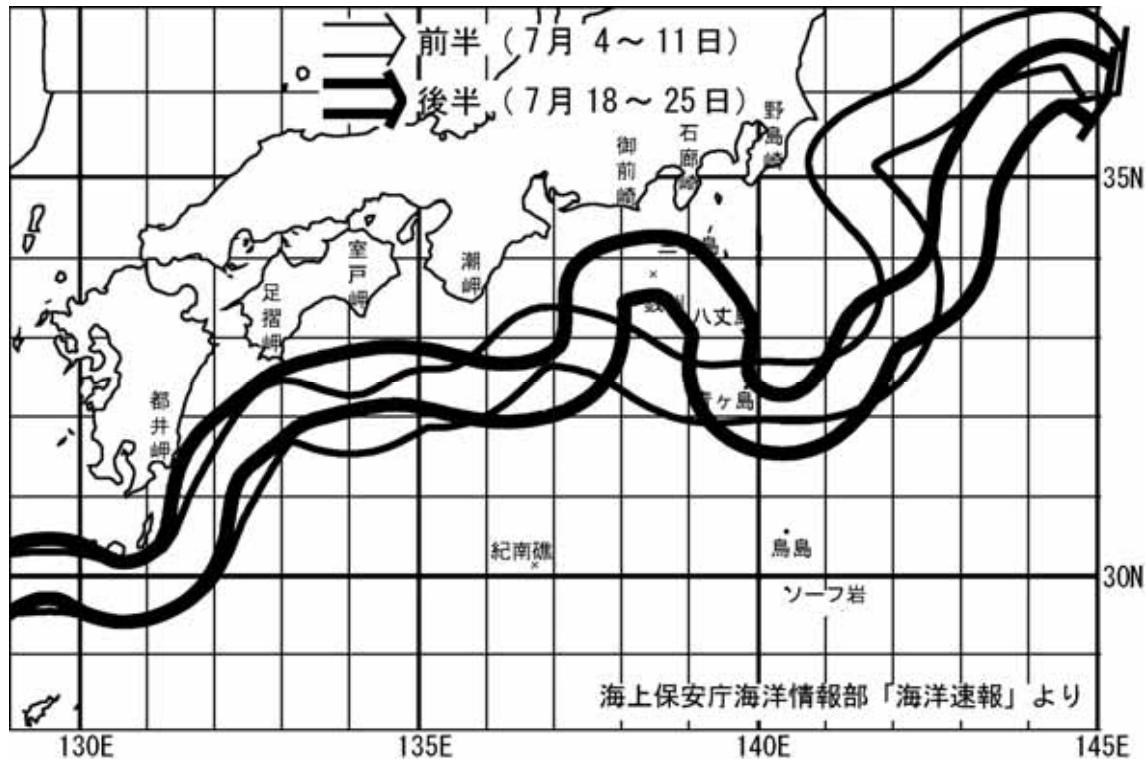 前半（7月 4～11日）
後半（7月 18～25日）
野島崎
石廊崎
御前崎
35N
室戸岬
潮岬
足摺岬
八丈島
都井岬
紀南礁
鳥島
30N
ソーフ岩
海上保安庁海洋情報部「海洋速報」より
130E
135E
140E
145E